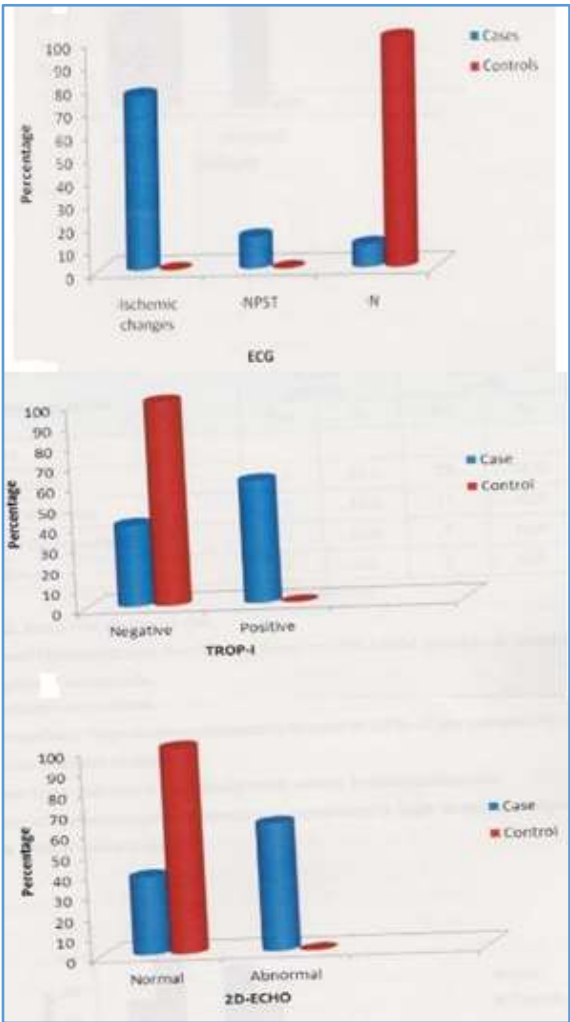 Cases
Controls
Percentage
100
90
80
70
60
50
40
30
20
10
0
Ischemic
changes
-NPST
-N
ECG
Case
Control
Percentage
100
90
80
70
60
50
40
30
20
10
0
Negative
Positive
TROP-I
Case
Control
Percentage
100
90
80
70
60
50
40
30
20
10
0
Normal
Abnormal
2D-ECHO